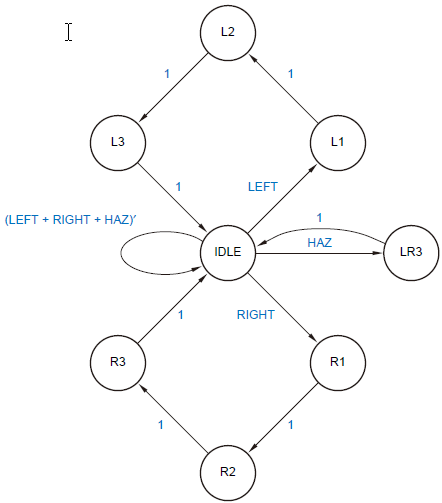 L2
1
1
L3
L1
1
LEFT
(LEFT + RIGHT + HAZ)′
1
IDLE
HAZ
LR3
1
RIGHT
R3
R1
1
1
R2